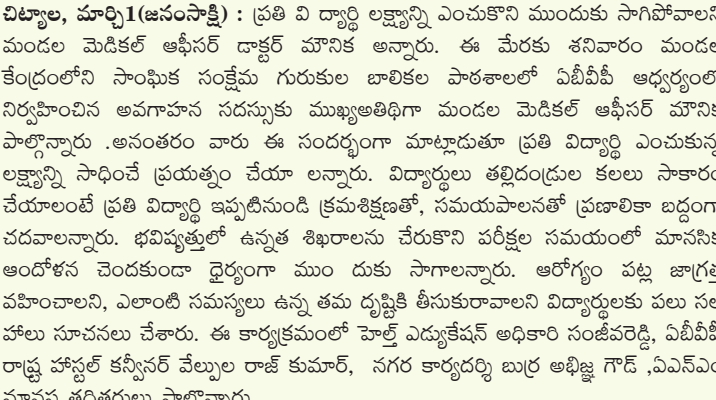 చిట్యాల, మార్చి1(జనంసాక్షి) : ప్రతి వి ద్యార్థి లక్ష్యాన్ని ఎంచుకొని ముందుకు సాగిపోవాలని
మండల మెడికల్ ఆఫీసర్ డాక్టర్ మౌనిక అన్నారు. ఈ మేరకు శనివారం మండల
కేంద్రంలోని సాంఘిక సంక్షేమ గురుకుల బాలికల పాఠశాలలో ఏబీవీపీ ఆధ్వర్యంలో
నిర్వహించిన అవగాహన సదస్సుకు ముఖ్యఅతిథిగా మండల మెడికల్ ఆఫీసర్ మౌనిక
పాల్గొన్నారు .అనంతరం వారు ఈ సందర్భంగా మాట్లాడుతూ ప్రతి విద్యార్థి ఎంచుకున్న
లక్ష్యాన్ని సాధించే ప్రయత్నం చేయా లన్నారు. విద్యార్థులు తల్లిదండ్రుల కలలు సాకారం
చేయాలంటే ప్రతి విద్యార్థి ఇప్పటినుండి క్రమశిక్షణతో, సమయపాలనతో ప్రణాలికా బద్దంగా
చదవాలన్నారు. భవిష్యత్తులో ఉన్నత శిఖరాలను చేరుకొని పరీక్షల సమయంలో మానసిక
ఆందోళన చెందకుండా ధైర్యంగా ముం దుకు సాగాలన్నారు. ఆరోగ్యం పట్ల జాగ్రత్త
వహించాలని, ఎలాంటి సమస్యలు ఉన్న తమ దృష్టికి తీసుకురావాలని విద్యార్థులకు పలు సల
హాలు సూచనలు చేశారు. ఈ కార్యక్రమంలో హెల్త్ ఎడ్యుకేషన్ అధికారి సంజీవరెడ్డి, ఏబీవీపీ
రాష్ట్ర హాస్టల్ కన్వీనర్ వేల్పుల రాజ్ కుమార్, నగర కార్యదర్శి బుర్ర అభిజ్ఞ గౌడ్ ,ఏఎన్ఎం
తదితరులు పాల్గొన్నారు